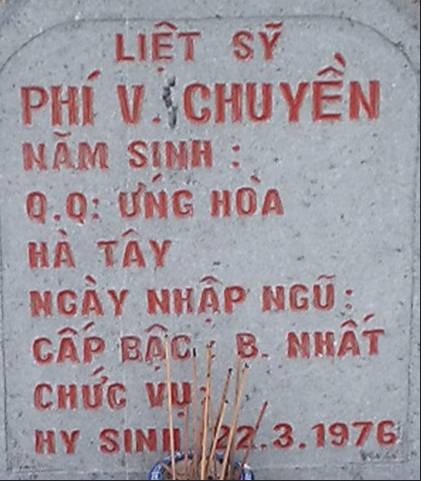 LIỆT SỸ
PHÍ V. CHUYỀN
NĂM SINH :
Q.Q: ƯNG HÒA
HÀ TÂY
NGÀY NHẬP NGŨ:
CẤP BẬC : B. NHẤT
CHỨC VỤ:
HY SINH 22.3.1976